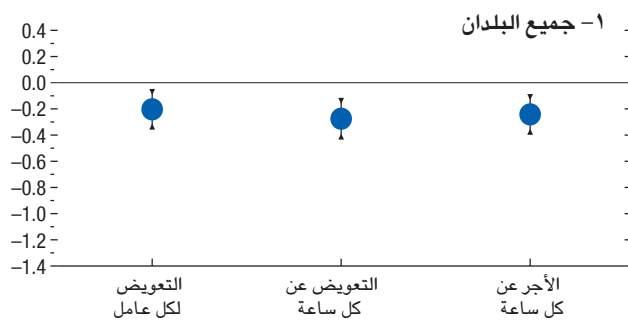 ١- جميع البلدان
0.4
0.2
0.0
–0.2
–0.4
–0.6
–0.8
–1.0
–1.2
–1.4
الأجر عن
كل ساعة
التعويض عن
كل ساعة
التعويض
لكل عامل